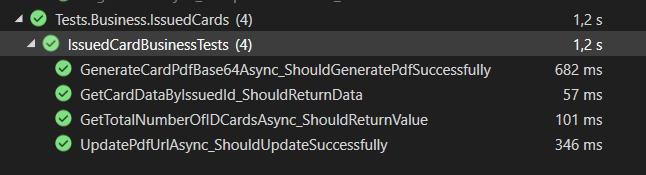 Tests.Business.IssuedCards (4) 1,2 s
IssuedCardBusinessTests (4) 1,2 s
GenerateCardPdfBase64Async_ShouldGeneratePdfSuccessfully 682 ms
GetCardDataByIssuedId_ShouldReturnData 57 ms
GetTotalNumberOfIDCardsAsync_ShouldReturnValue 101 ms
UpdatePdfUrlAsync_ShouldUpdateSuccessfully 346 ms